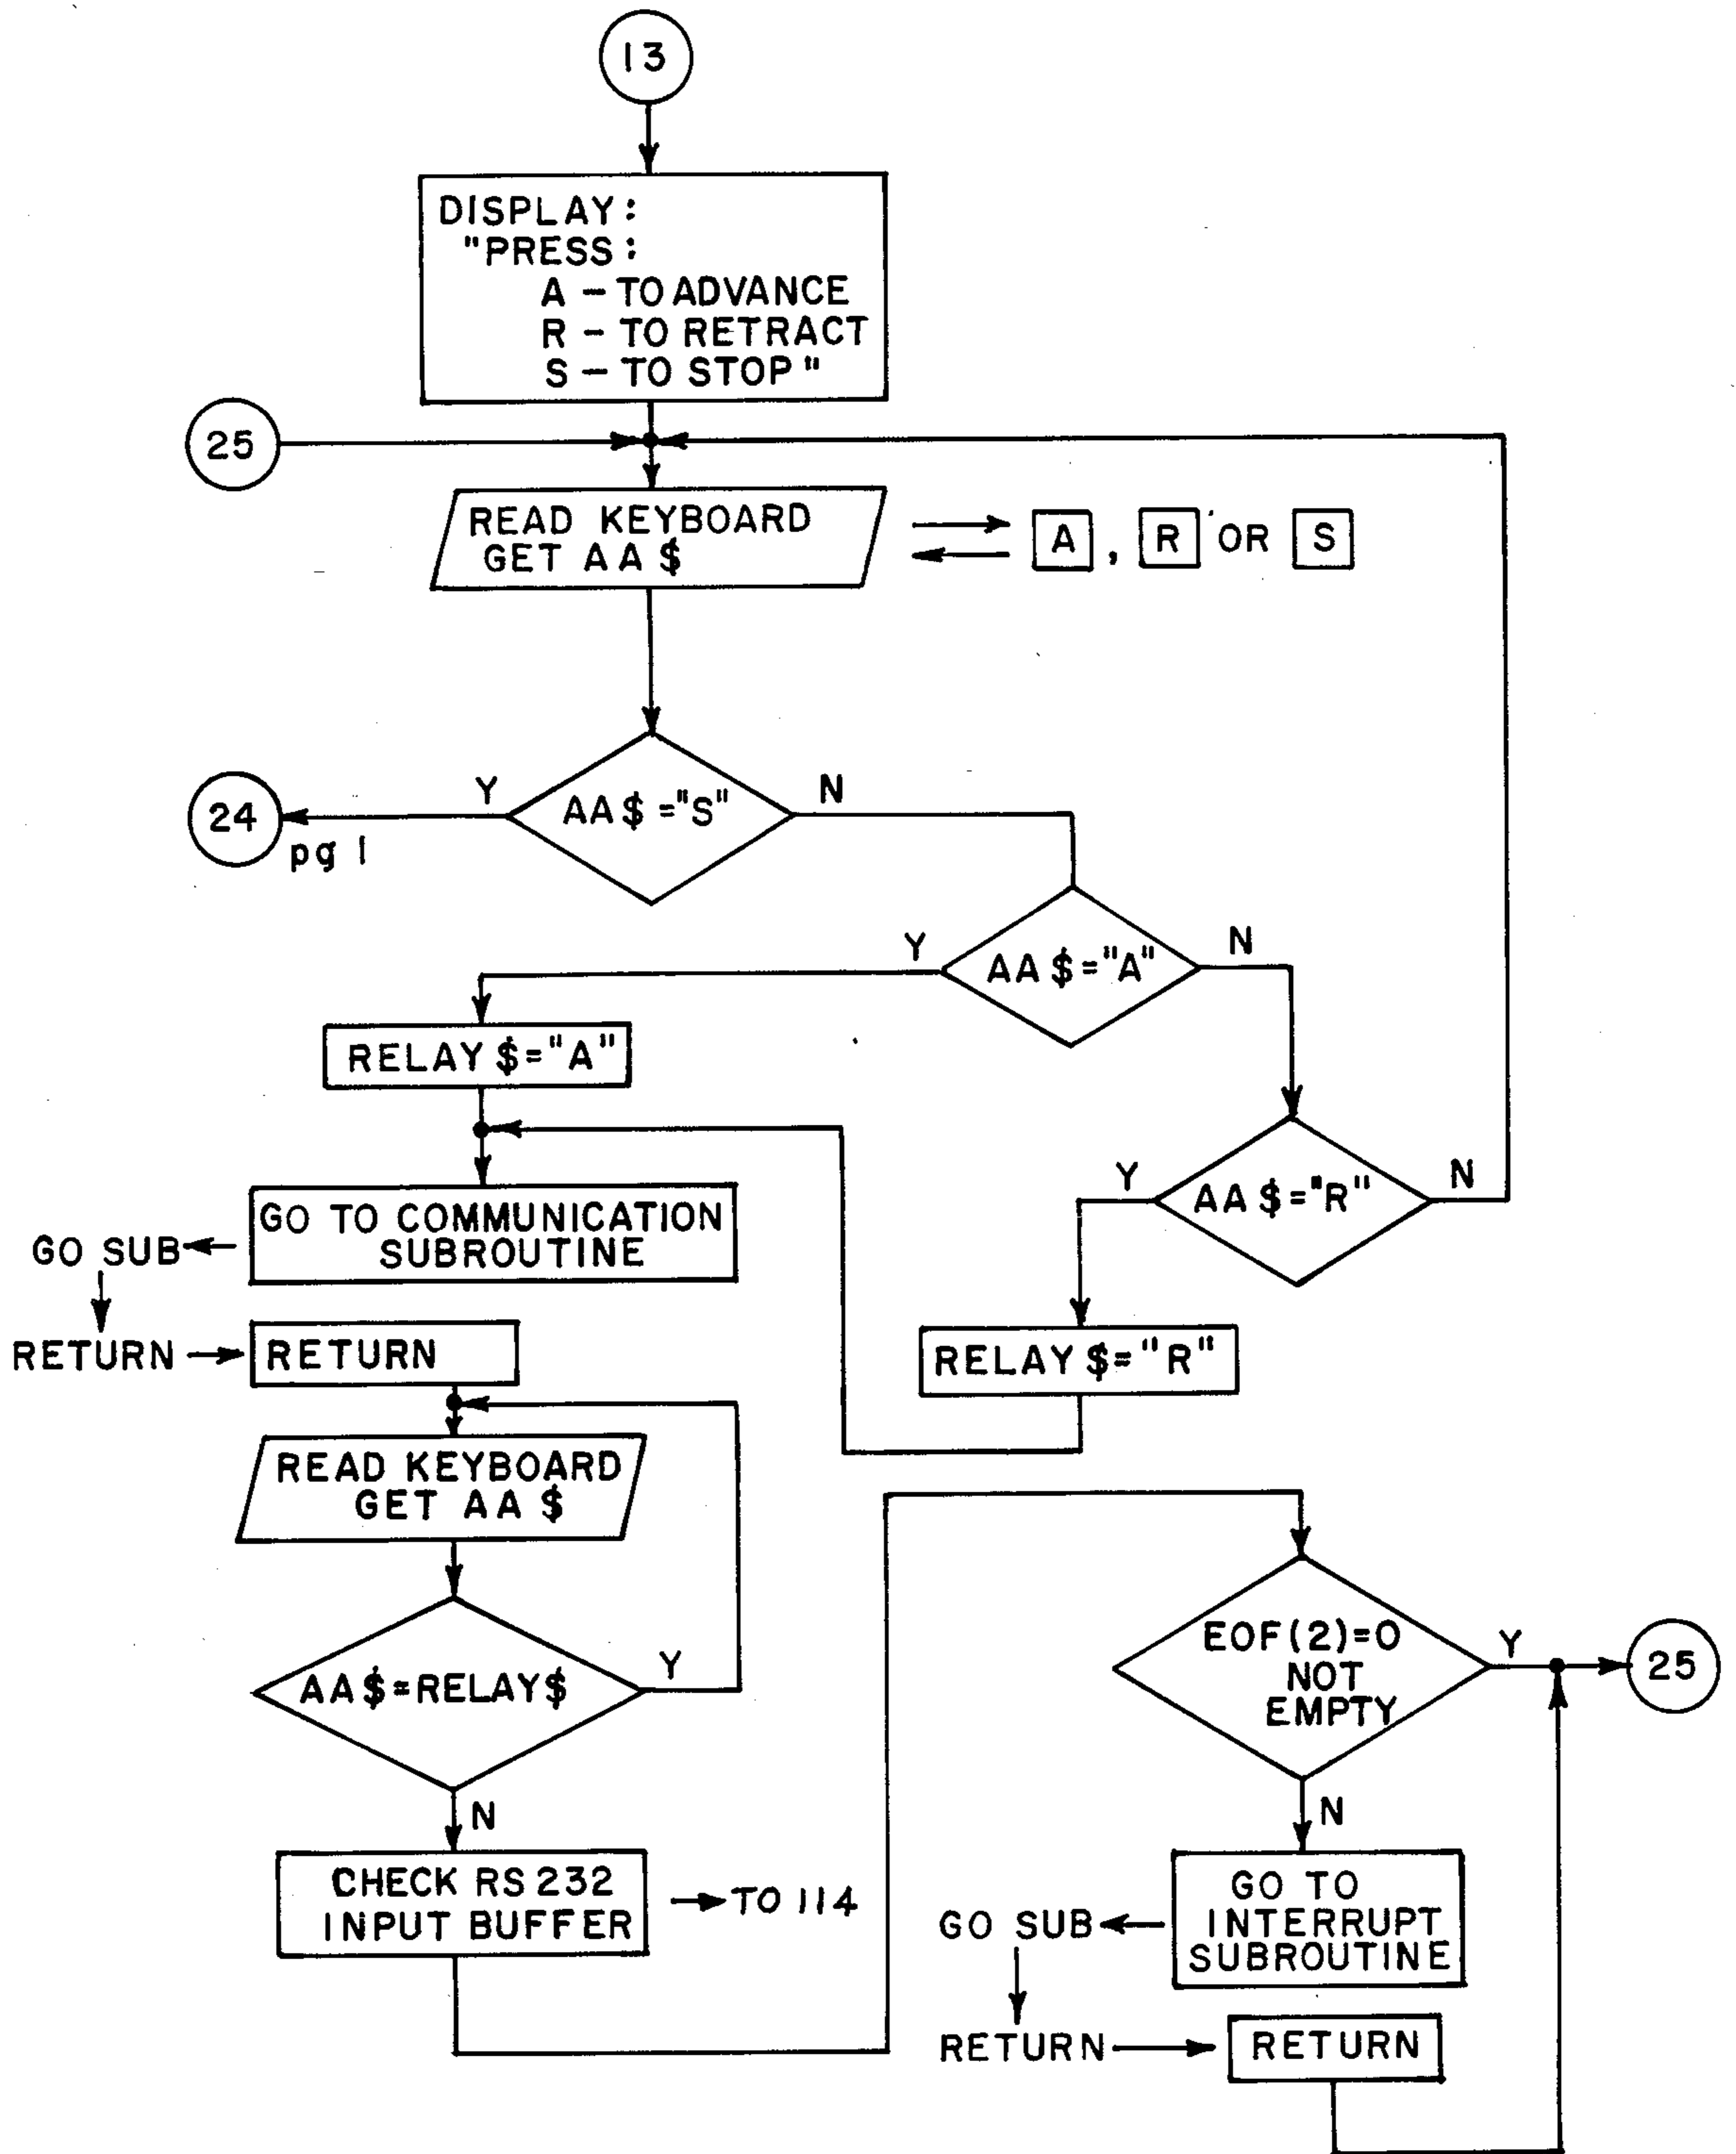 13
DISPLAY:
"PRESS:
A - TO ADVANCE
R - TO RETRACT
S - TO STOP"
25
READ KEYBOARD
GET AA$
A, R OR S
AA$="S"
Y
N
24
pg 1
AA$="A"
Y
N
RELAY$="A"
AA$="R"
Y
N
GO TO COMMUNICATION
SUBROUTINE
GO SUB
RETURN
RETURN
RELAY$="R"
READ KEYBOARD
GET AA$
AA$=RELAY$
Y
N
CHECK RS 232
INPUT BUFFER
TO 114
EOF(2)=0
NOT
EMPTY
Y
25
N
GO TO
INTERRUPT
SUBROUTINE
GO SUB
RETURN
RETURN